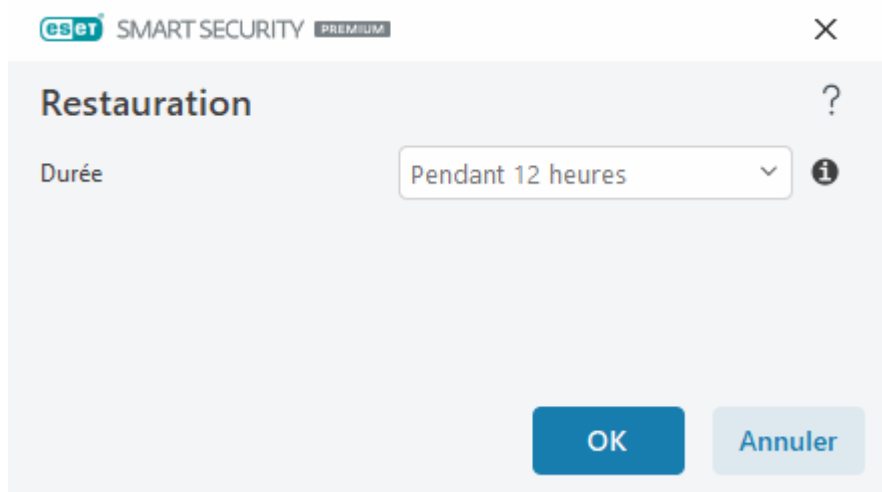 eset SMART SECURITY PREMIUM
Restauration
?
Durée
Pendant 12 heures
OK
Annuler